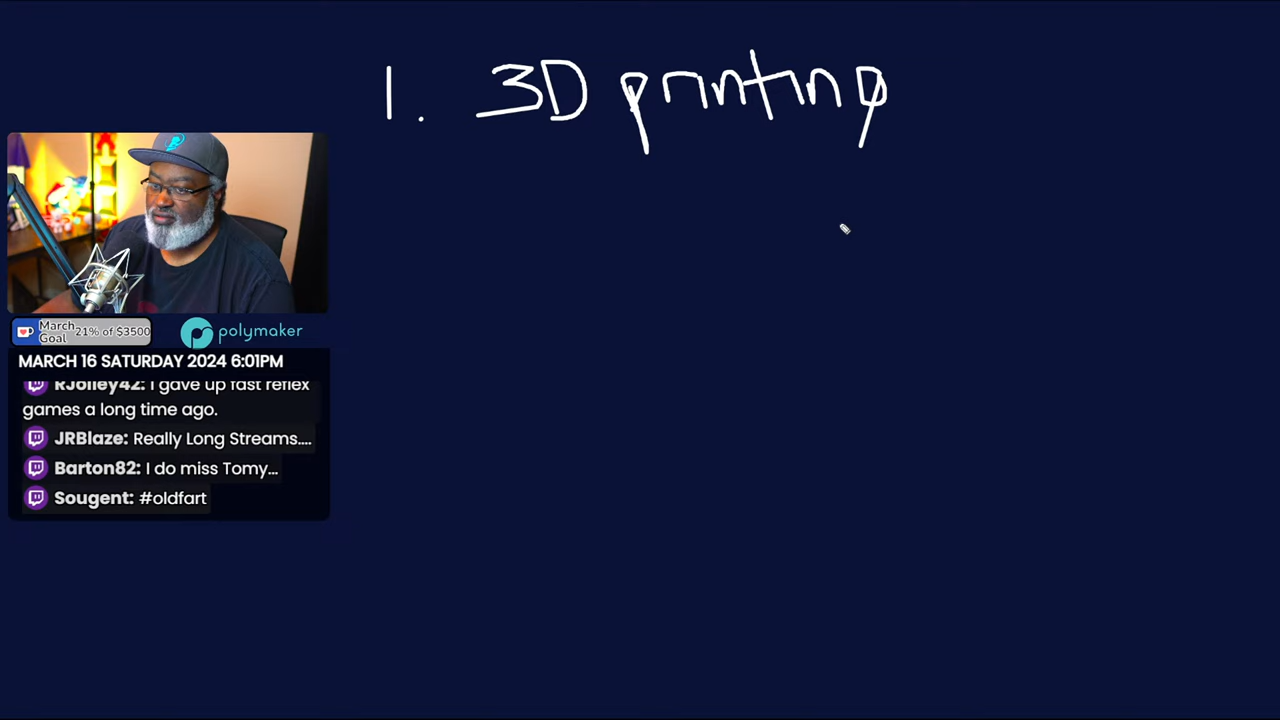 1. 3D printing
March Goal 21% of $3500
polymaker
MARCH 16 SATURDAY 2024 6:01PM
RJolley42: I gave up fast reflex
games a long time ago.
JRBlaze: Really Long Streams....
Barton82: I do miss Tomy...
Sougent: #oldfart